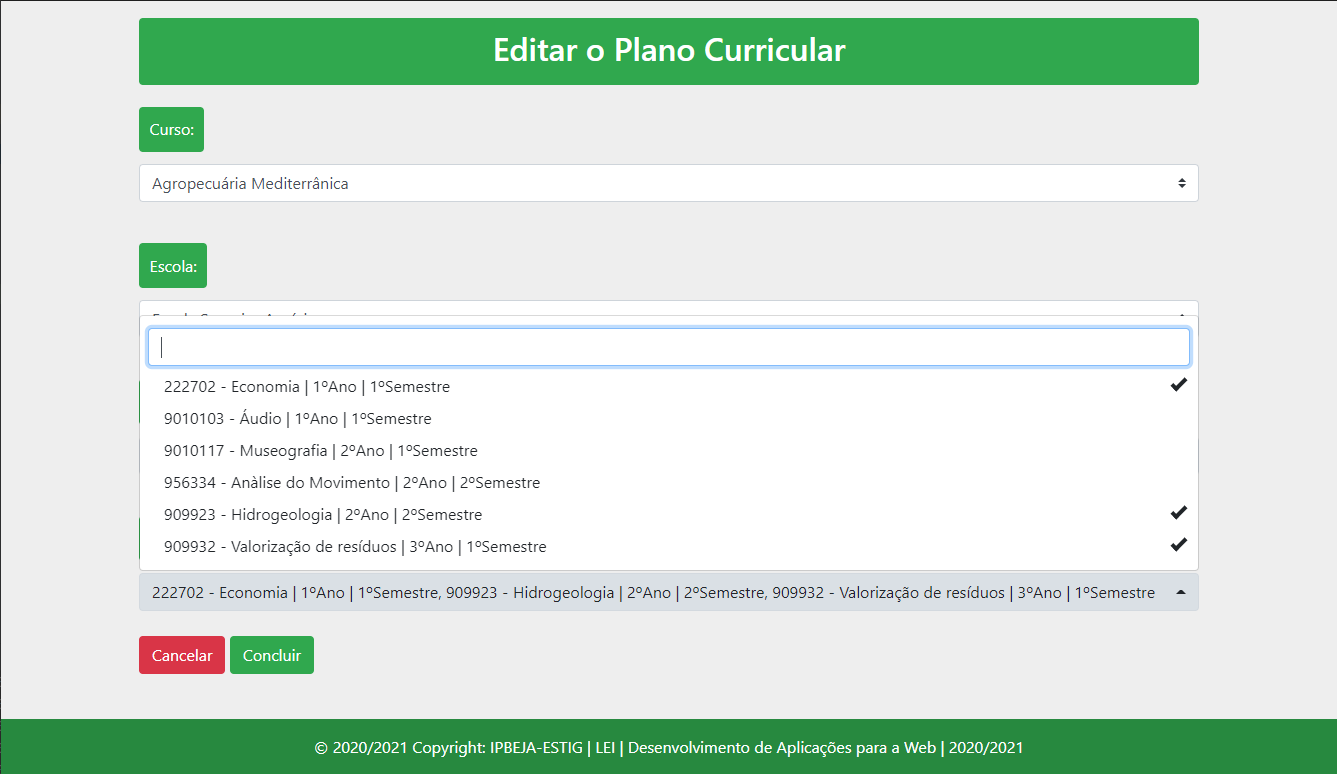 Editar o Plano Curricular
Curso:
Agropecuária Mediterrânica
Escola:
222702 - Economia | 1ºAno | 1ºSemestre
9010103 - Áudio | 1ºAno | 1ºSemestre
9010117 - Museografia | 2ºAno | 1ºSemestre
956334 - Anàlise do Movimento | 2ºAno | 2ºSemestre
909923 - Hidrogeologia | 2ºAno | 2ºSemestre
909932 - Valorização de resíduos | 3ºAno | 1ºSemestre
222702 - Economia | 1ºAno | 1ºSemestre, 909923 - Hidrogeologia | 2ºAno | 2ºSemestre, 909932 - Valorização de resíduos | 3ºAno | 1ºSemestre
Cancelar Concluir
© 2020/2021 Copyright: IPBEJA-ESTIG | LEI | Desenvolvimento de Aplicações para a Web | 2020/2021